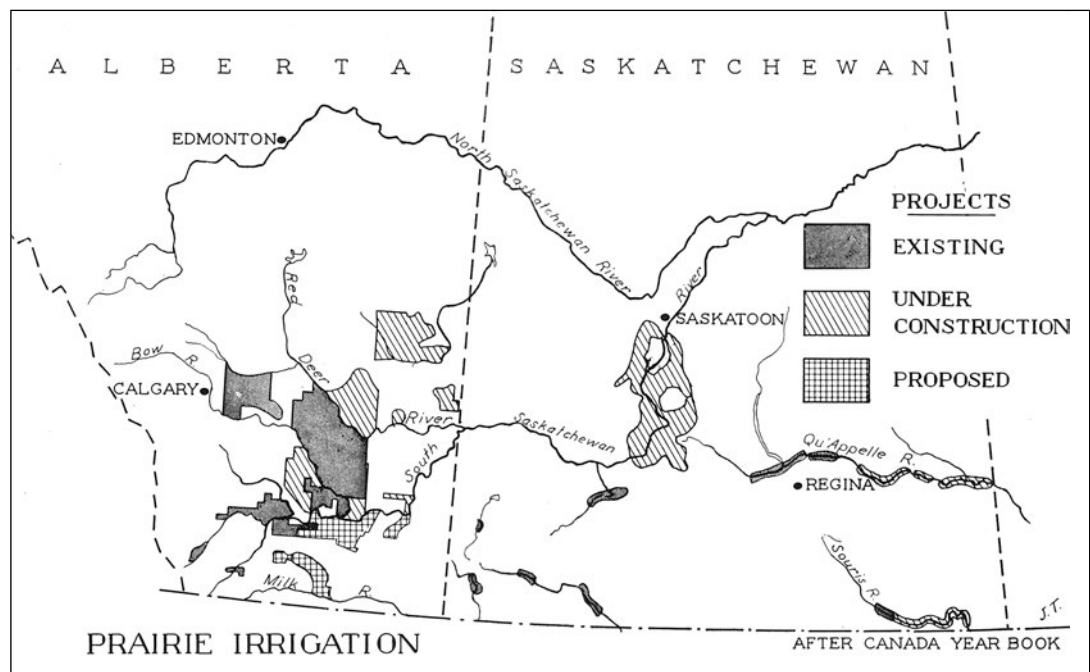 ALBERTA
SASKATCHEWAN
EDMONTON
North Saskatchewan River
PROJECTS
EXISTING
UNDER
CONSTRUCTION
PROPOSED
Red
Deer
River
River
SASKATOON
Bow
R.
CALGARY
South
Saskatchewan
Qu'Appelle
R.
REGINA
Milk
R.
Souris R.
J.T.
PRAIRIE IRRIGATION
AFTER CANADA YEAR BOOK